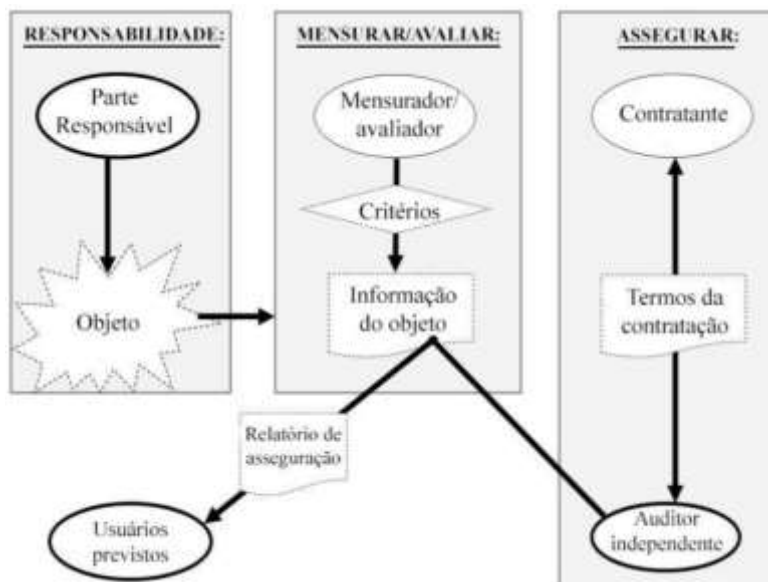 RESPONSABILIDADE:
Parte
Responsável
Objeto
MENSURAR/AVALIAR:
Mensurador/
avaliador
Critérios
Informação
do objeto
ASSEGURAR:
Contratante
Termos da
contratação
Auditor
independente
Relatório de
asseguração
Usuários
previstos